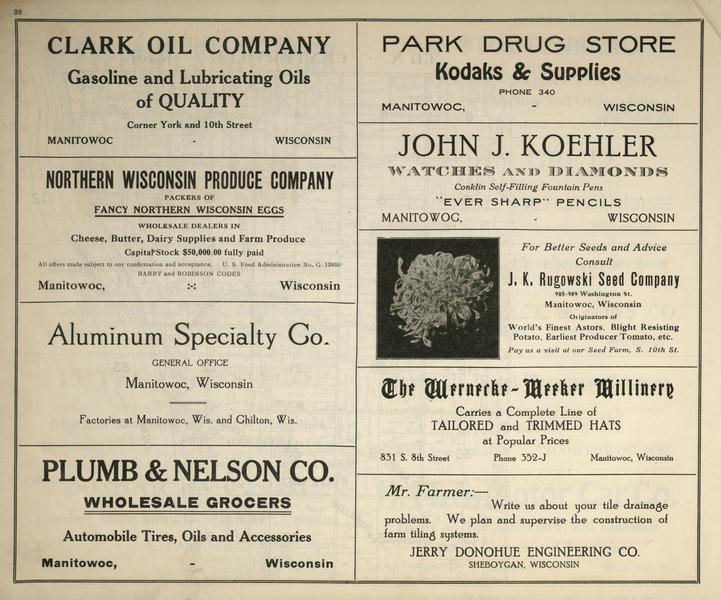 38
CLARK OIL COMPANY
Gasoline and Lubricating Oils
of QUALITY
Corner York and 10th Street
MANITOWOC - WISCONSIN
NORTHERN WISCONSIN PRODUCE COMPANY
PACKERS OF
FANCY NORTHERN WISCONSIN EGGS
WHOLESALE DEALERS IN
Cheese, Butter, Dairy Supplies and Farm Produce
Capital Stock $50,000.00 fully paid
All offers made subject to our confirmation and acceptance, U. S. Food Administration No. G. 13950
BARRY and ROBINSON CODES
Manitowoc, :-: Wisconsin
Aluminum Specialty Co.
GENERAL OFFICE
Manitowoc, Wisconsin
Factories at Manitowoc, Wis. and Ghilton, Wis.
PLUMB & NELSON CO.
WHOLESALE GROCERS
Automobile Tires, Oils and Accessories
Manitowoc, - Wisconsin
PARK DRUG STORE
Kodaks & Supplies
PHONE 340
MANITOWOC, - WISCONSIN
JOHN J. KOEHLER
WATCHES AND DIAMONDS
Conklin Self-Filling Fountain Pens
"EVER SHARP" PENCILS
MANITOWOC, - WISCONSIN
For Better Seeds and Advice
Consult
J. K. Rugowski Seed Company
985-989 Washington St.
Manitowoc, Wisconsin
Originators of
World's Finest Astors, Blight Resisting
Potato, Earliest Producer Tomato, etc.
Pay us a visit at our Seed Farm, S. 10th St.
The Wernecke-Meeker Millinery
Carries a Complete Line of
TAILORED and TRIMMED HATS
at Popular Prices
831 S. 8th Street Phone 352-J Manitowoc, Wisconsin
Mr. Farmer:—
Write us about your tile drainage
problems. We plan and supervise the construction of
farm tiling systems.
JERRY DONOHUE ENGINEERING CO.
SHEBOYGAN, WISCONSIN